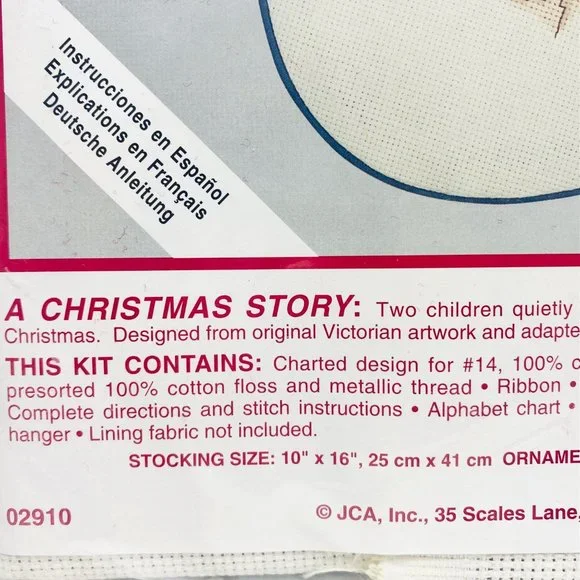 Instrucciones en Español
Explications en Français
Deutsche Anleitung
A CHRISTMAS STORY: Two children quietly
Christmas. Designed from original Victorian artwork and adapte
THIS KIT CONTAINS: Charted design for #14, 100% c
presorted 100% cotton floss and metallic thread • Ribbon •
Complete directions and stitch instructions • Alphabet chart •
hanger • Lining fabric not included.
STOCKING SIZE: 10" x 16", 25 cm x 41 cm ORNAME
02910
© JCA, Inc., 35 Scales Lane,